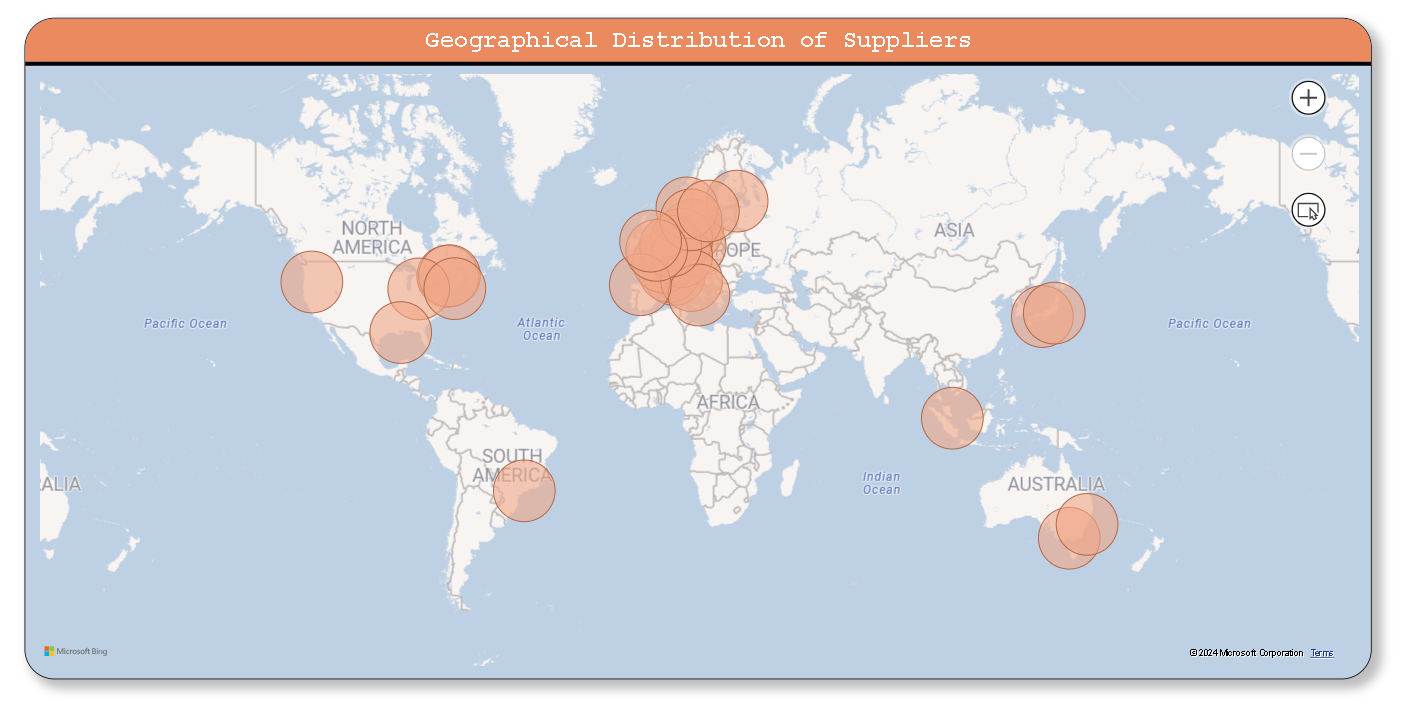 Geographical Distribution of Suppliers
NORTH
AMERICA
ASIA
ROPE
Pacific Ocean
Atlantic
Ocean
Pacific Ocean
AFRICA
SOUTH
AMERICA
Indian
Ocean
ALIA
AUSTRALIA
A
Microsoft Bing
© 2024 Microsoft Corporation Terms